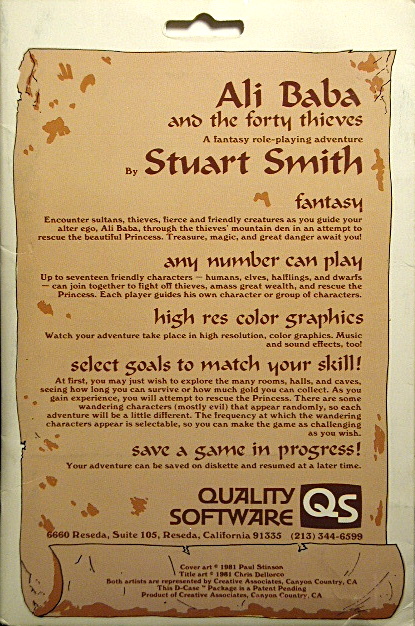 Ali Baba
and the forty thieves
A fantasy role-playing adventure
By Stuart Smith
fantasy
Encounter sultans, thieves, fierce and friendly creatures as you guide your
alter ego, Ali Baba, through the thieves' mountain den in an attempt to
rescue the beautiful Princess. Treasure, magic, and great danger await you!
any number can play
Up to seventeen friendly characters — humans, elves, halflings, and dwarfs
— can join together to fight off thieves, amass great wealth, and rescue the
Princess. Each player guides his own character or group of characters.
high res color graphics
Watch your adventure take place in high resolution, color graphics. Music
and sound effects, too!
select goals to match your skill!
At first, you may just wish to explore the many rooms, halls, and caves,
seeing how long you can survive or how much gold you can collect. As you
gain experience, you will attempt to rescue the Princess. There are some
wandering characters (mostly evil) that appear randomly, so each
adventure will be a little different. The frequency at which the wandering
characters appear is selectable, so you can make the game as challenging
as you wish.
save a game in progress!
Your adventure can be saved on diskette and resumed at a later time.
QUALITY
SOFTWARE QS
6660 Reseda, Suite 105, Reseda, California 91335 (213) 344-6599
Cover art © 1981 Paul Stinson
Title art © 1981 Chris Dellorco
Both artists are represented by Creative Associates, Canyon Country, CA
This D-Case™ Package is a Patent Pending
Product of Creative Associates, Canyon Country, CA